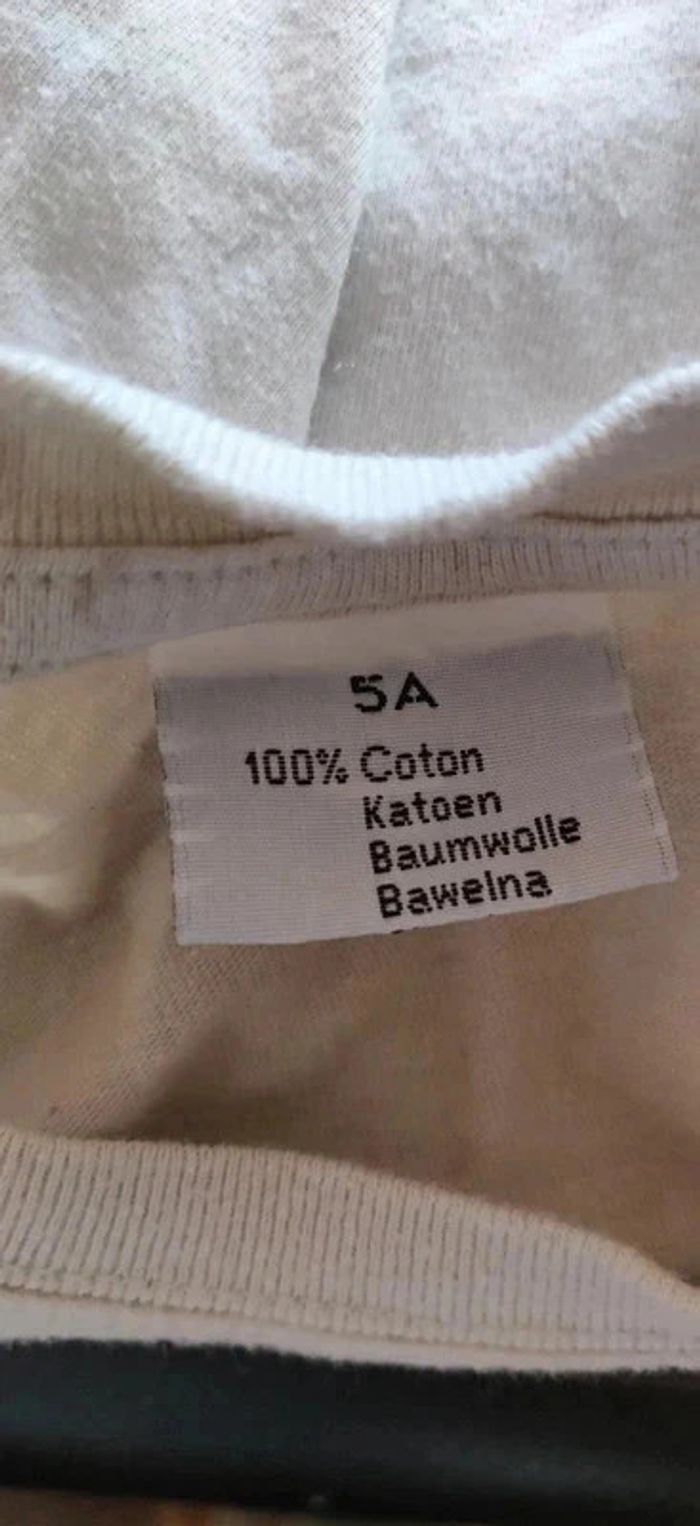 5A
100% Coton
Katoen
Baumwolle
Bawelna